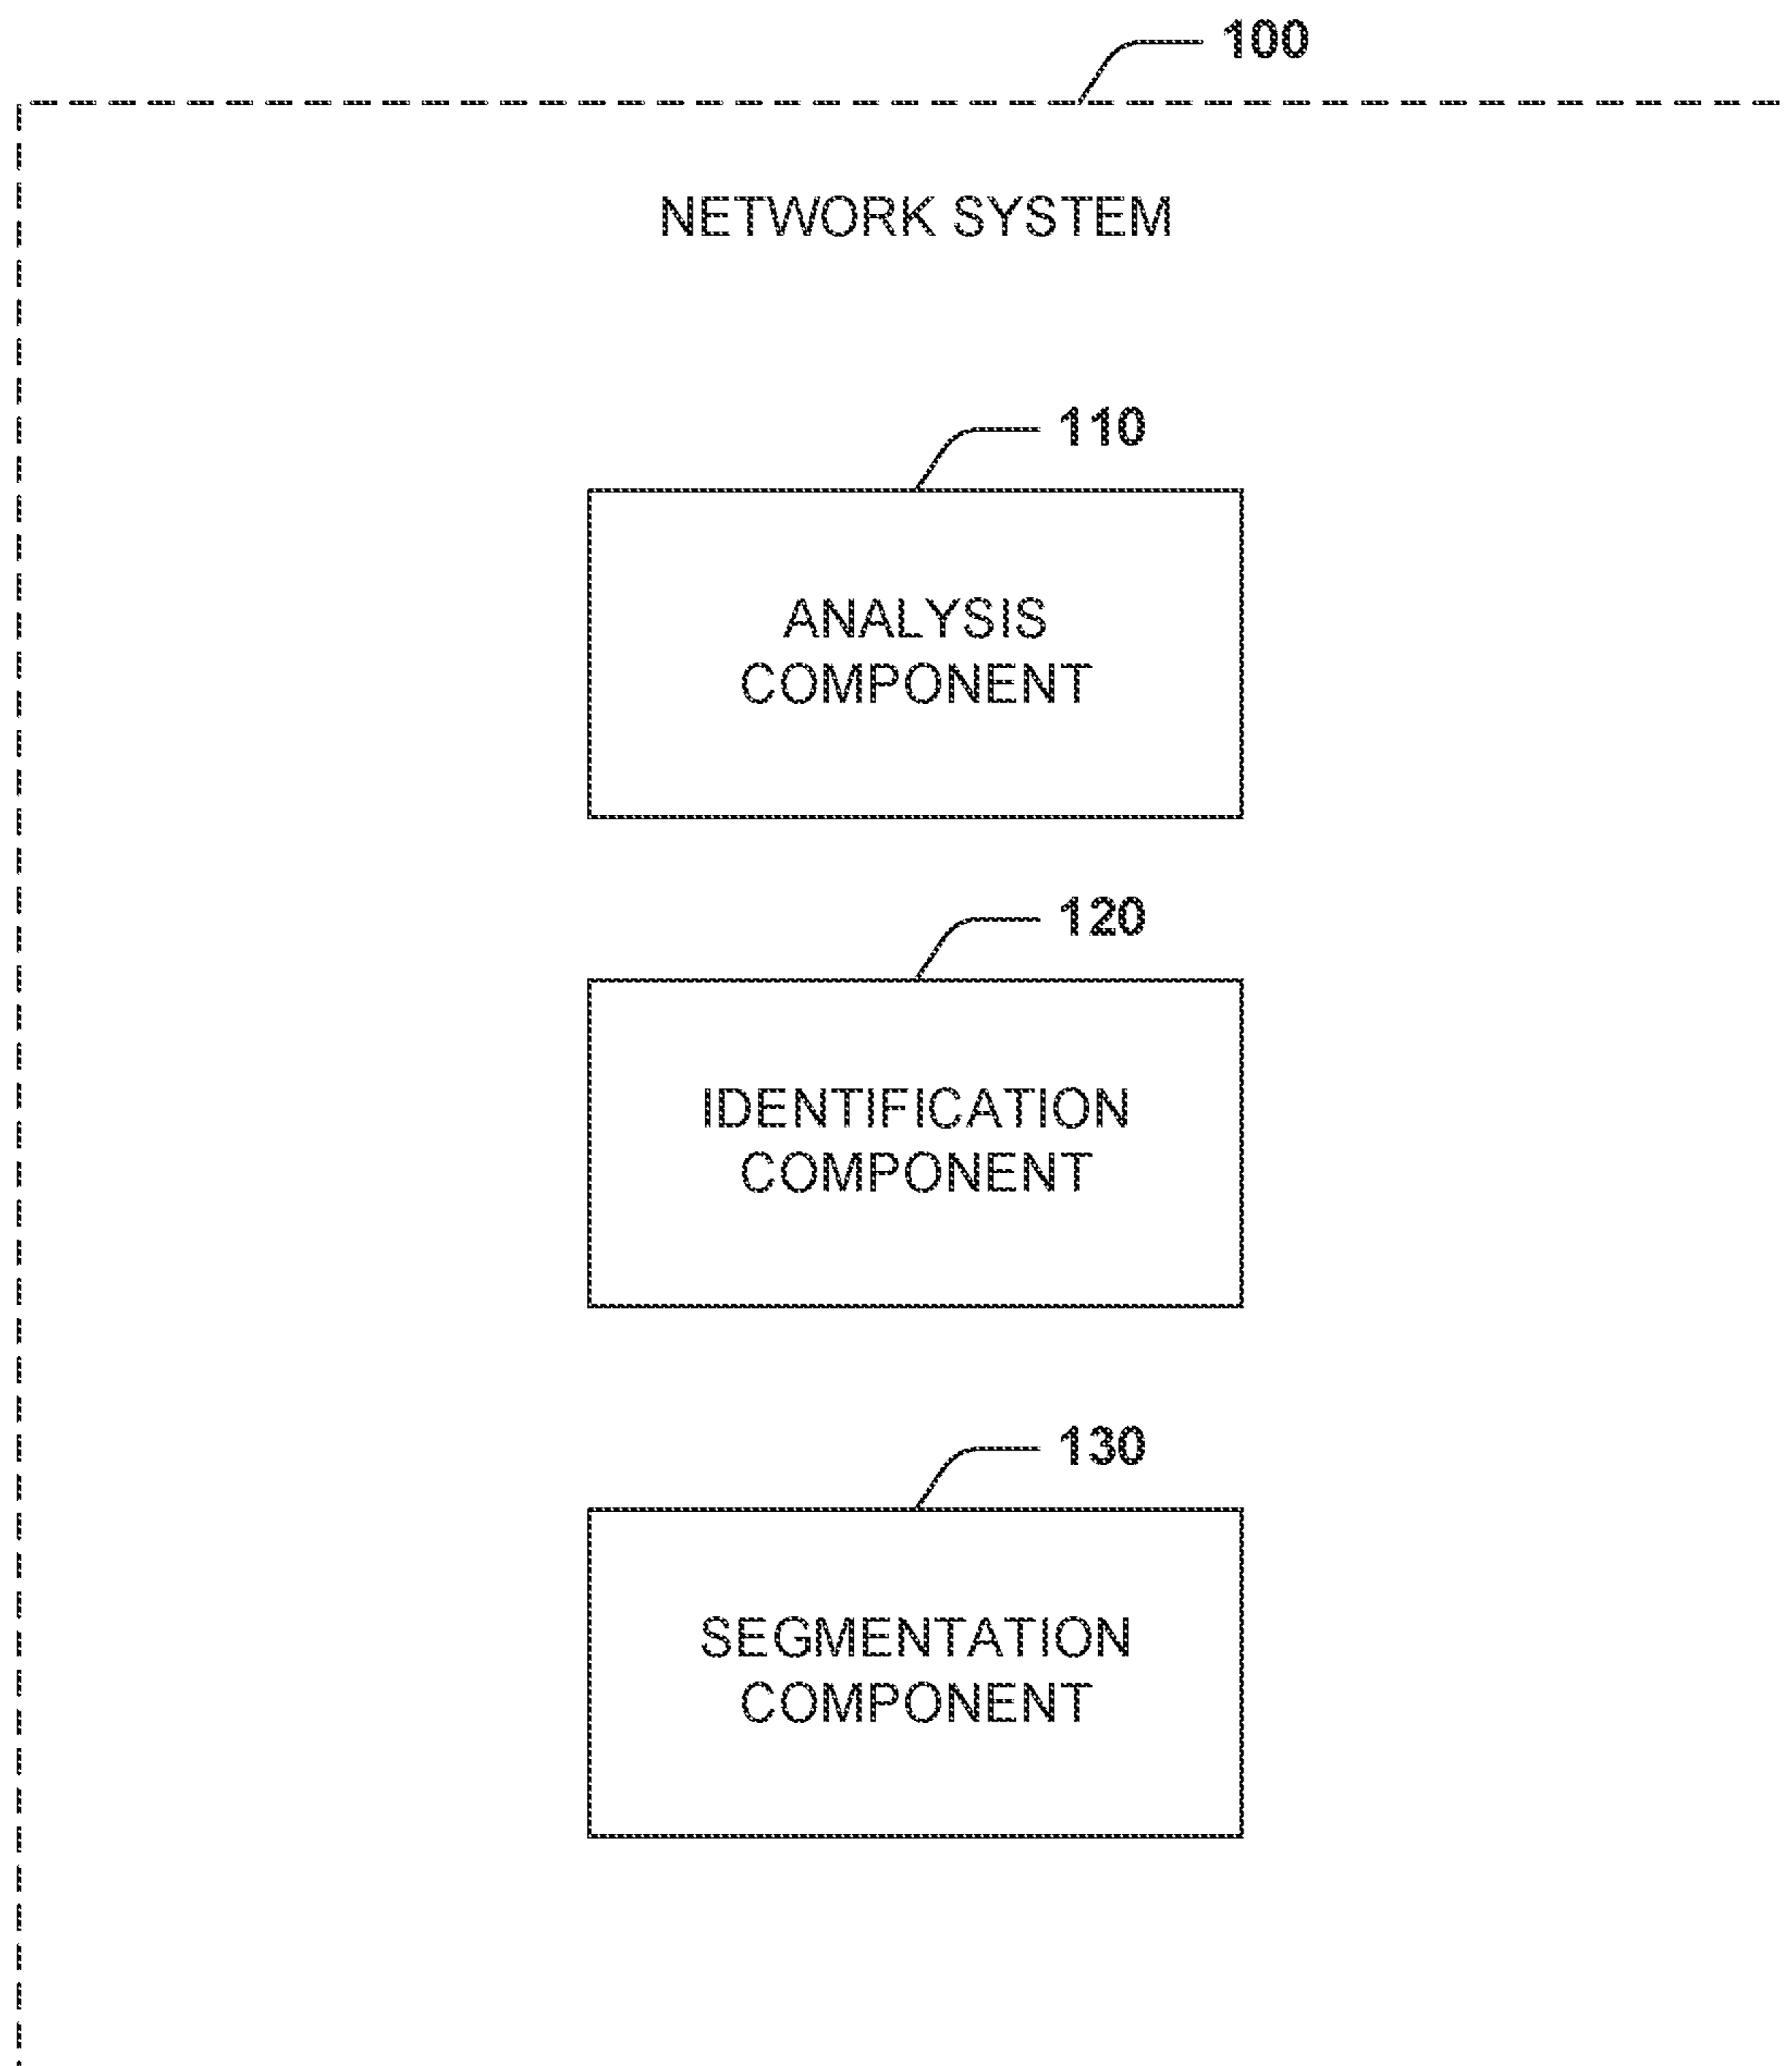 100
NETWORK SYSTEM
110
ANALYSIS
COMPONENT
120
IDENTIFICATION
COMPONENT
130
SEGMENTATION
COMPONENT